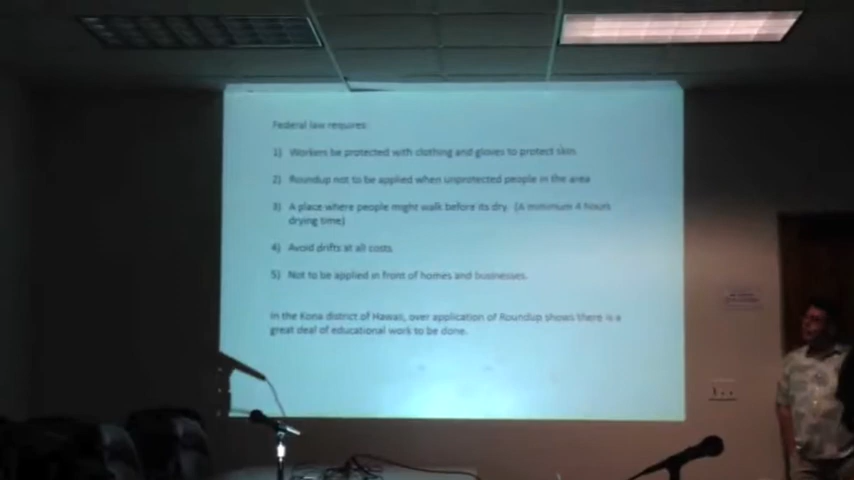 Federal law requires:
1) Workers be protected with clothing and gloves to protect skin.
2) Roundup not to be applied when unprotected people in the area
3) A place where people might walk before its dry. (A minimum 4 hours
drying time)
4) Avoid drifts at all costs.
5) Not to be applied in front of homes and businesses.
In the Kona district of Hawaii, over application of Roundup shows there is a
great deal of educational work to be done.